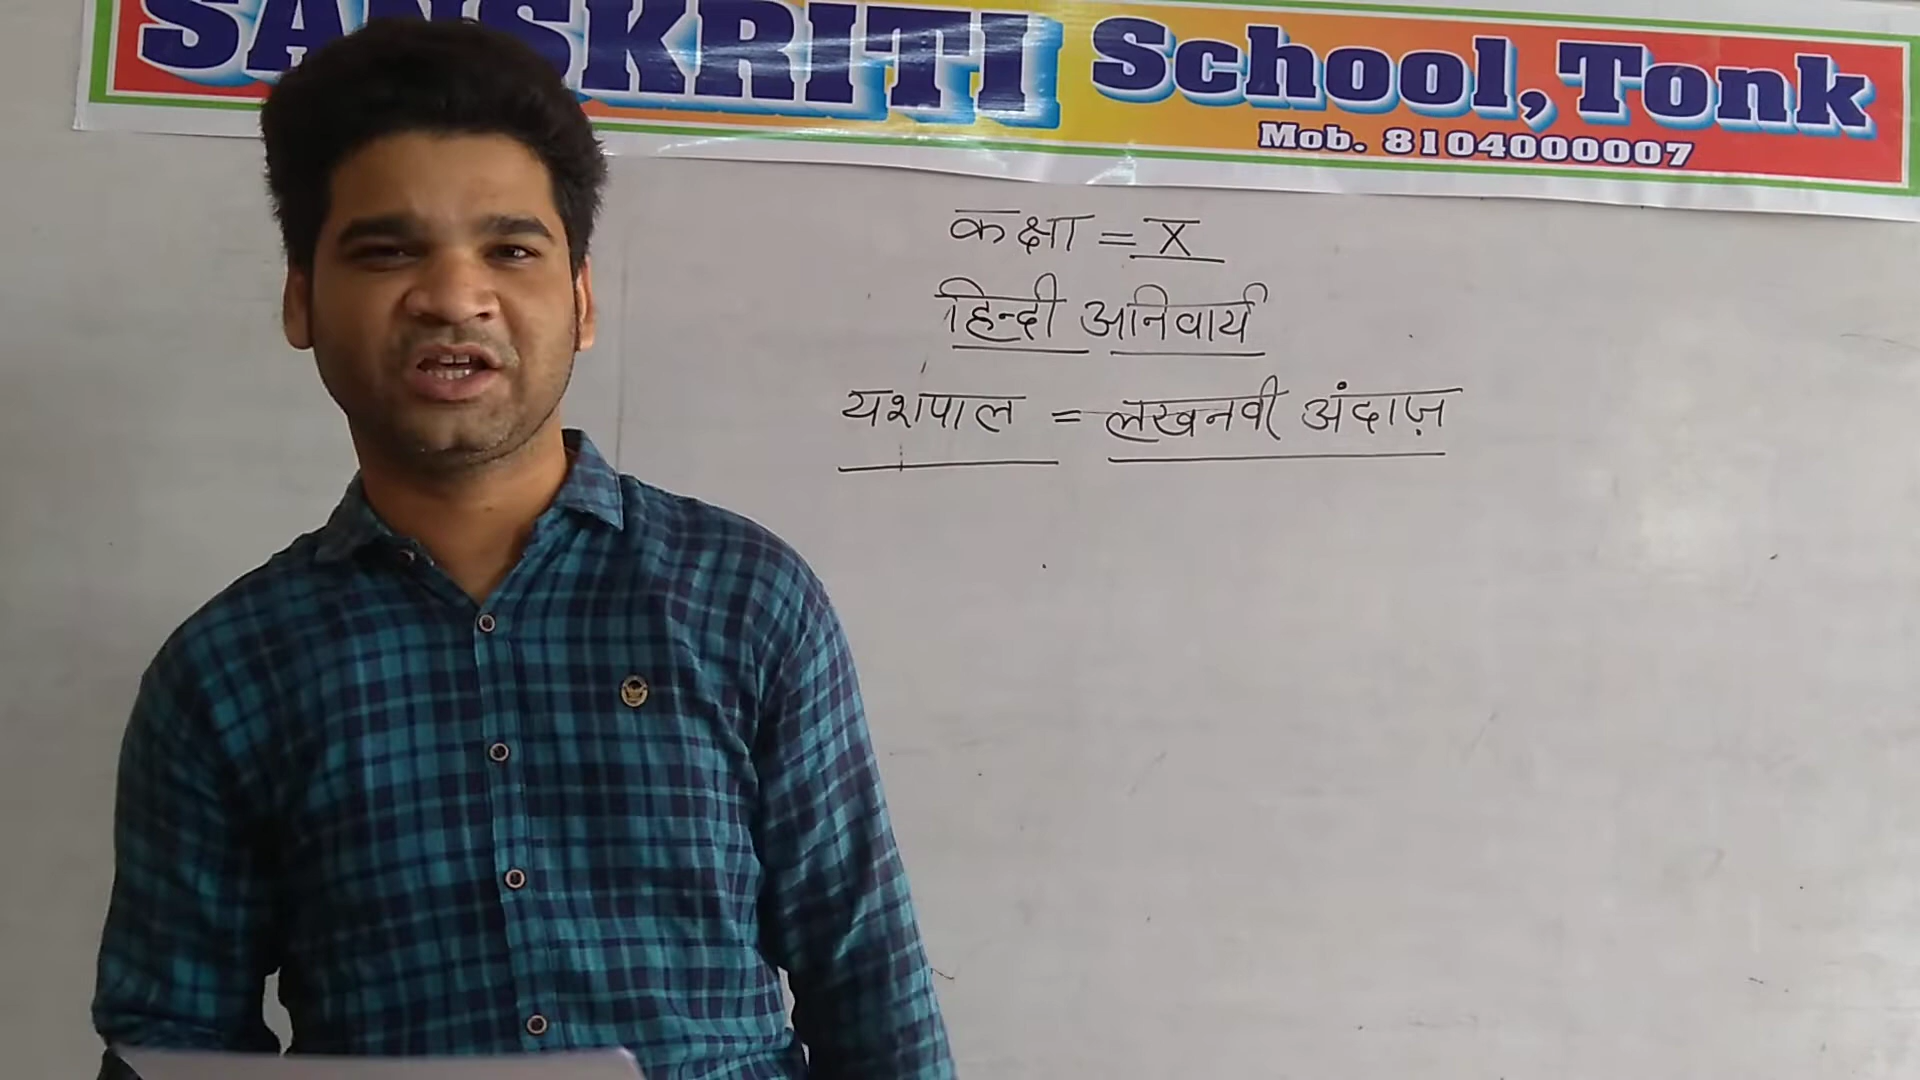 SANSKRITI School, Tonk
Mob. 8104000007
कक्षा = X
हिन्दी अनिवार्य
यशपाल = लखनवी अंदाज़